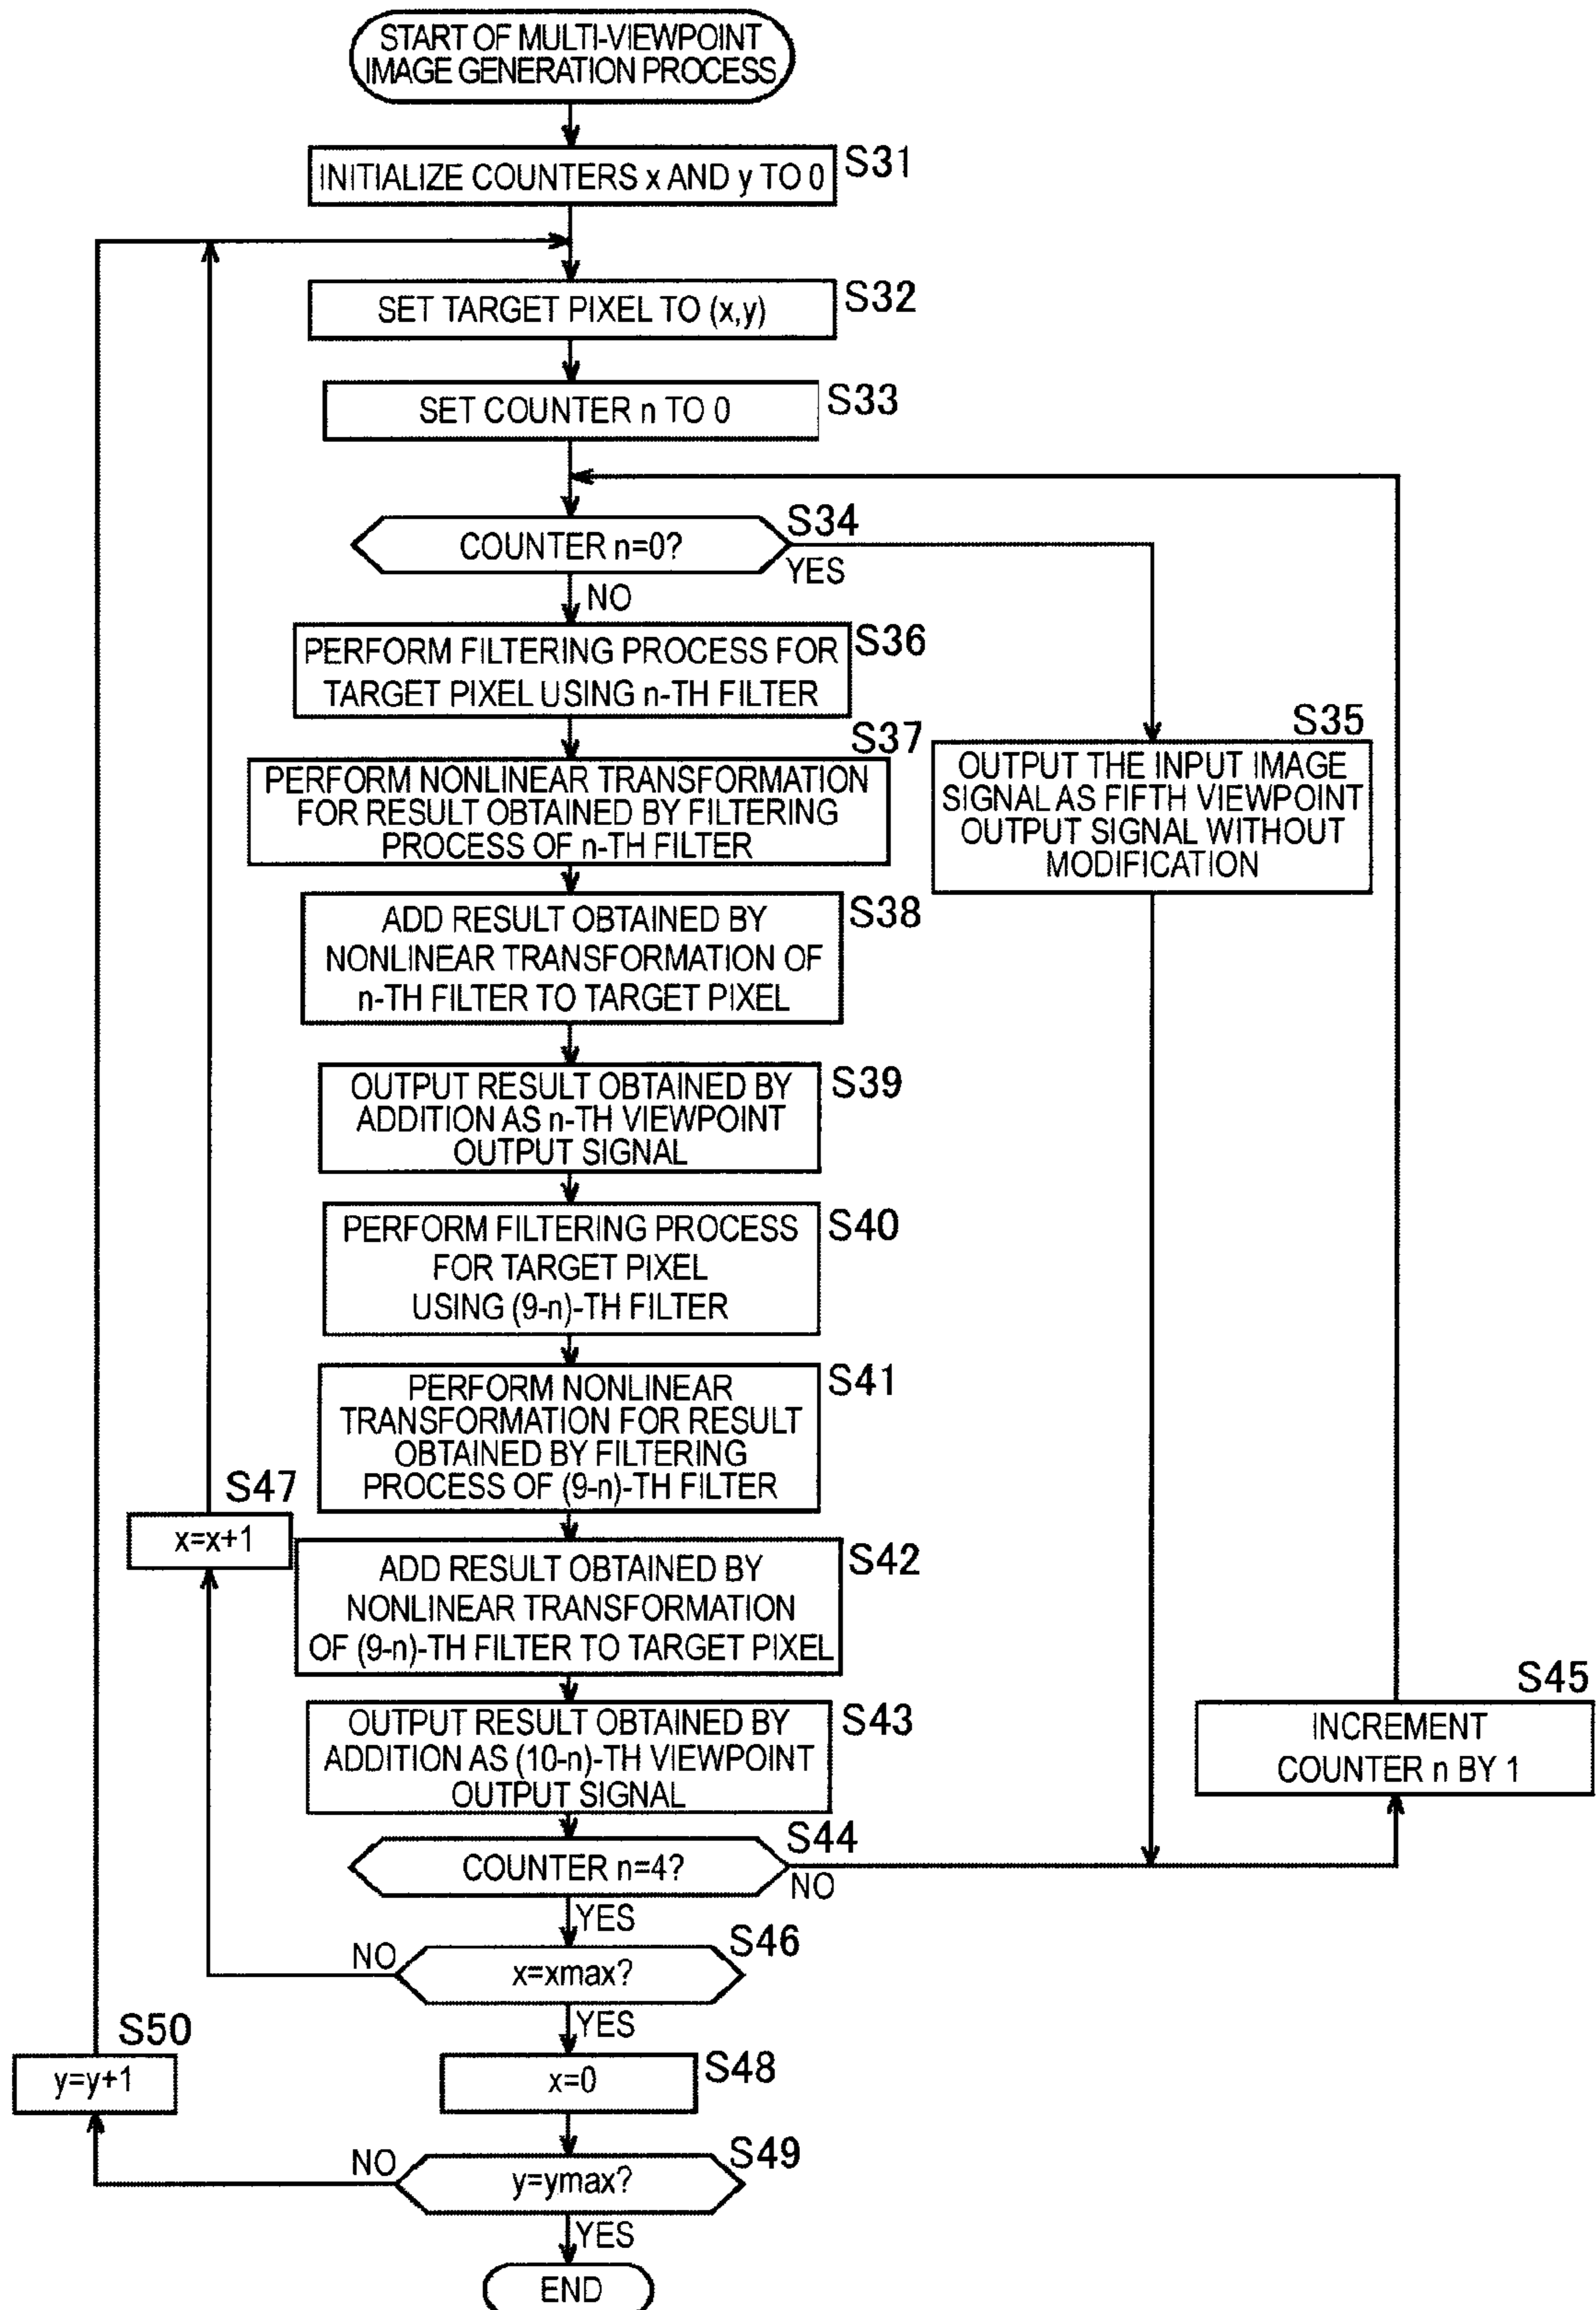 START OF MULTI-VIEWPOINT
IMAGE GENERATION PROCESS
INITIALIZE COUNTERS x AND y TO 0
S31
SET TARGET PIXEL TO (x,y)
S32
SET COUNTER n TO 0
S33
COUNTER n=0?
S34
YES
NO
PERFORM FILTERING PROCESS FOR
TARGET PIXEL USING n-TH FILTER
S36
S35
OUTPUT THE INPUT IMAGE
SIGNAL AS FIFTH VIEWPOINT
OUTPUT SIGNAL WITHOUT
MODIFICATION
S37
PERFORM NONLINEAR TRANSFORMATION
FOR RESULT OBTAINED BY FILTERING
PROCESS OF n-TH FILTER
ADD RESULT OBTAINED BY
NONLINEAR TRANSFORMATION OF
n-TH FILTER TO TARGET PIXEL
S38
OUTPUT RESULT OBTAINED BY
ADDITION AS n-TH VIEWPOINT
OUTPUT SIGNAL
S39
PERFORM FILTERING PROCESS
FOR TARGET PIXEL
USING (9-n)-TH FILTER
S40
PERFORM NONLINEAR
TRANSFORMATION FOR RESULT
OBTAINED BY FILTERING
PROCESS OF (9-n)-TH FILTER
S41
S47
x=x+1
ADD RESULT OBTAINED BY
NONLINEAR TRANSFORMATION
OF (9-n)-TH FILTER TO TARGET PIXEL
S42
OUTPUT RESULT OBTAINED BY
ADDITION AS (10-n)-TH VIEWPOINT
OUTPUT SIGNAL
S43
S45
INCREMENT
COUNTER n BY 1
COUNTER n=4?
S44
NO
YES
NO
x=xmax?
S46
YES
S50
y=y+1
x=0
S48
NO
y=ymax?
S49
YES
END